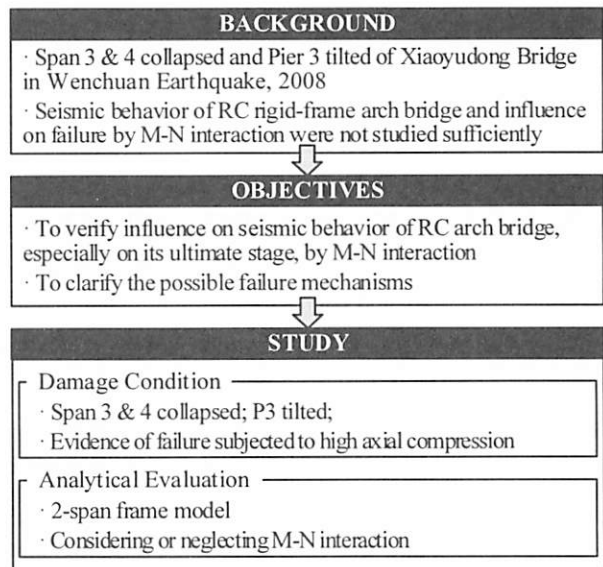 BACKGROUND
· Span 3 & 4 collapsed and Pier 3 tilted of Xiaoyudong Bridge
in Wenchuan Earthquake, 2008
· Seismic behavior of RC rigid-frame arch bridge and influence
on failure by M-N interaction were not studied sufficiently
OBJECTIVES
· To verify influence on seismic behavior of RC arch bridge,
especially on its ultimate stage, by M-N interaction
· To clarify the possible failure mechanisms
STUDY
Damage Condition
· Span 3 & 4 collapsed; P3 tilted;
· Evidence of failure subjected to high axial compression
Analytical Evaluation
· 2-span frame model
· Considering or neglecting M-N interaction